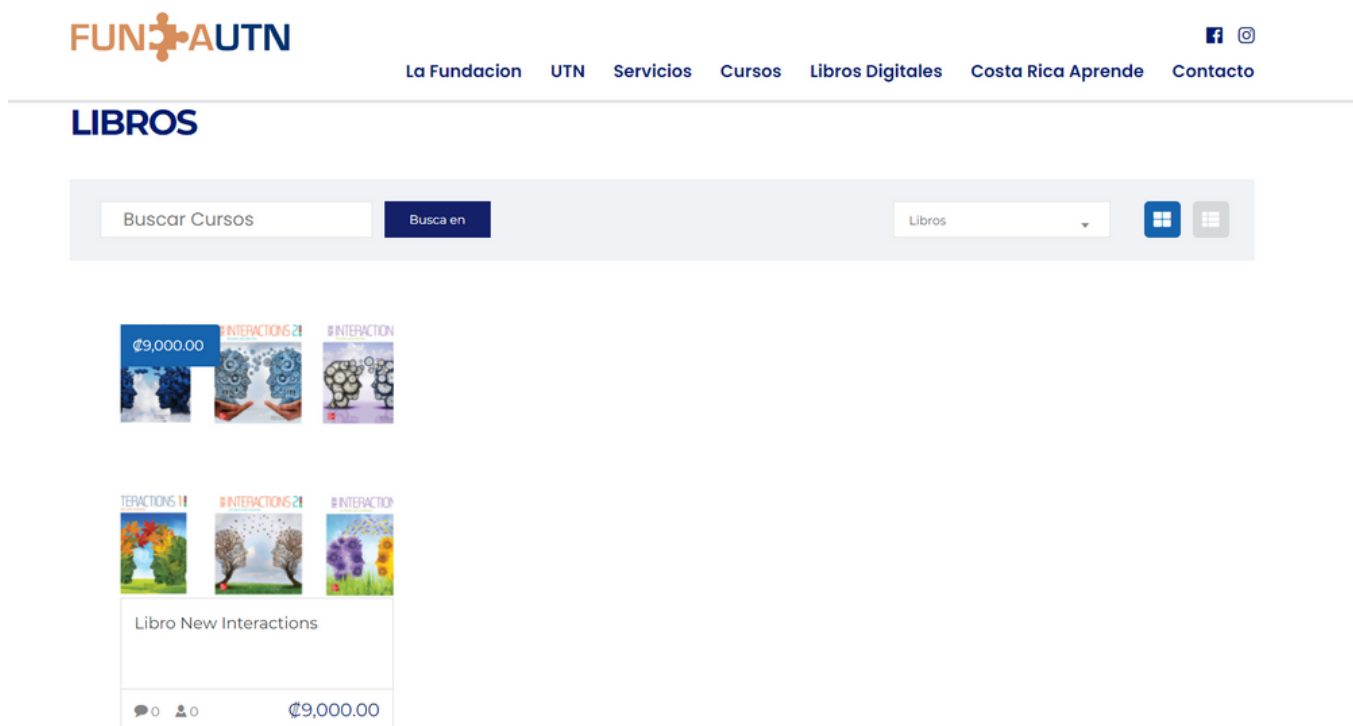 FUNDAUTN
La Fundacion UTN Servicios Cursos Libros Digitales Costa Rica Aprende Contacto
LIBROS
Buscar Cursos Busca en Libros
₡9,000.00 INTERACTIONS 2 INTERACTION
TERACTIONS 1 INTERACTIONS 2 INTERACTION
Libro New Interactions
0 0 ₡9,000.00